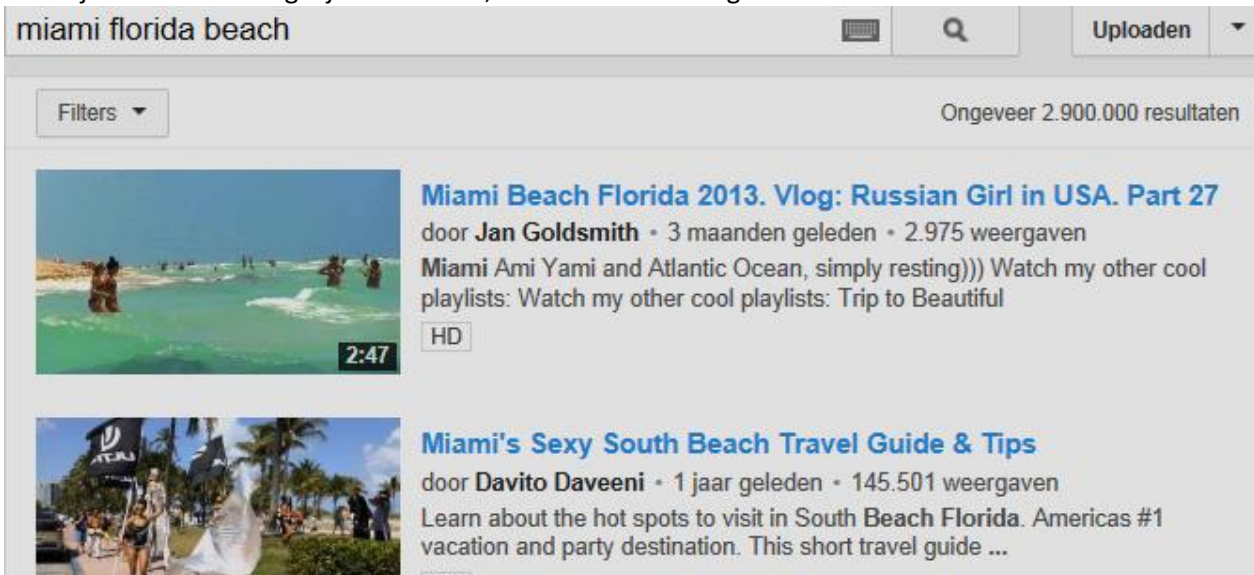 miami florida beach
Uploaden
Filters
Ongeveer 2.900.000 resultaten
Miami Beach Florida 2013. Vlog: Russian Girl in USA. Part 27
door Jan Goldsmith • 3 maanden geleden • 2.975 weergaven
Miami Ami Yami and Atlantic Ocean, simply resting))) Watch my other cool
playlists: Watch my other cool playlists: Trip to Beautiful
HD
2:47
Miami's Sexy South Beach Travel Guide & Tips
door Davito Daveeni • 1 jaar geleden • 145.501 weergaven
Learn about the hot spots to visit in South Beach Florida. Americas #1
vacation and party destination. This short travel guide ...